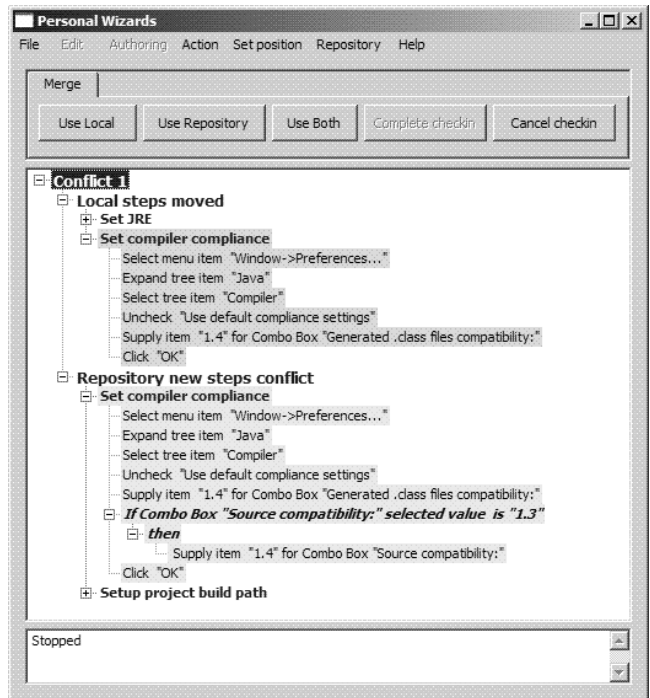 Personal Wizards
File Edit Authoring Action Set position Repository Help
Merge
Use Local Use Repository Use Both Complete checkin Cancel checkin
Conflict 1
Local steps moved
Set JRE
Set compiler compliance
Select menu item "Window->Preferences..."
Expand tree item "Java"
Select tree item "Compiler"
Uncheck "Use default compliance settings"
Supply item "1.4" for Combo Box "Generated .class files compatibility:"
Click "OK"
Repository new steps conflict
Set compiler compliance
Select menu item "Window->Preferences..."
Expand tree item "Java"
Select tree item "Compiler"
Uncheck "Use default compliance settings"
Supply item "1.4" for Combo Box "Generated .class files compatibility:"
If Combo Box "Source compatibility:" selected value is "1.3"
then
Supply item "1.4" for Combo Box "Source compatibility:"
Click "OK"
Setup project build path
Stopped